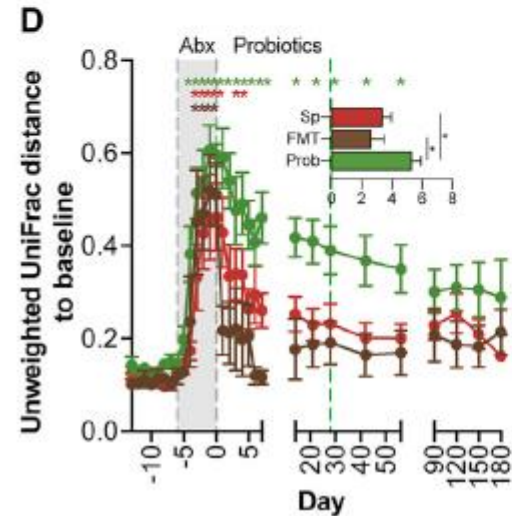 D
Abx Probiotics
Unweighted UniFrac distance
to baseline
0.8
0.6
0.4
0.2
0.0
*************** * * * * *
***** **
****
Sp
FMT
Prob
*
*
0 2 4 6 8
-10 -5 0 5 20 30 40 50 90 120 150 180
Day